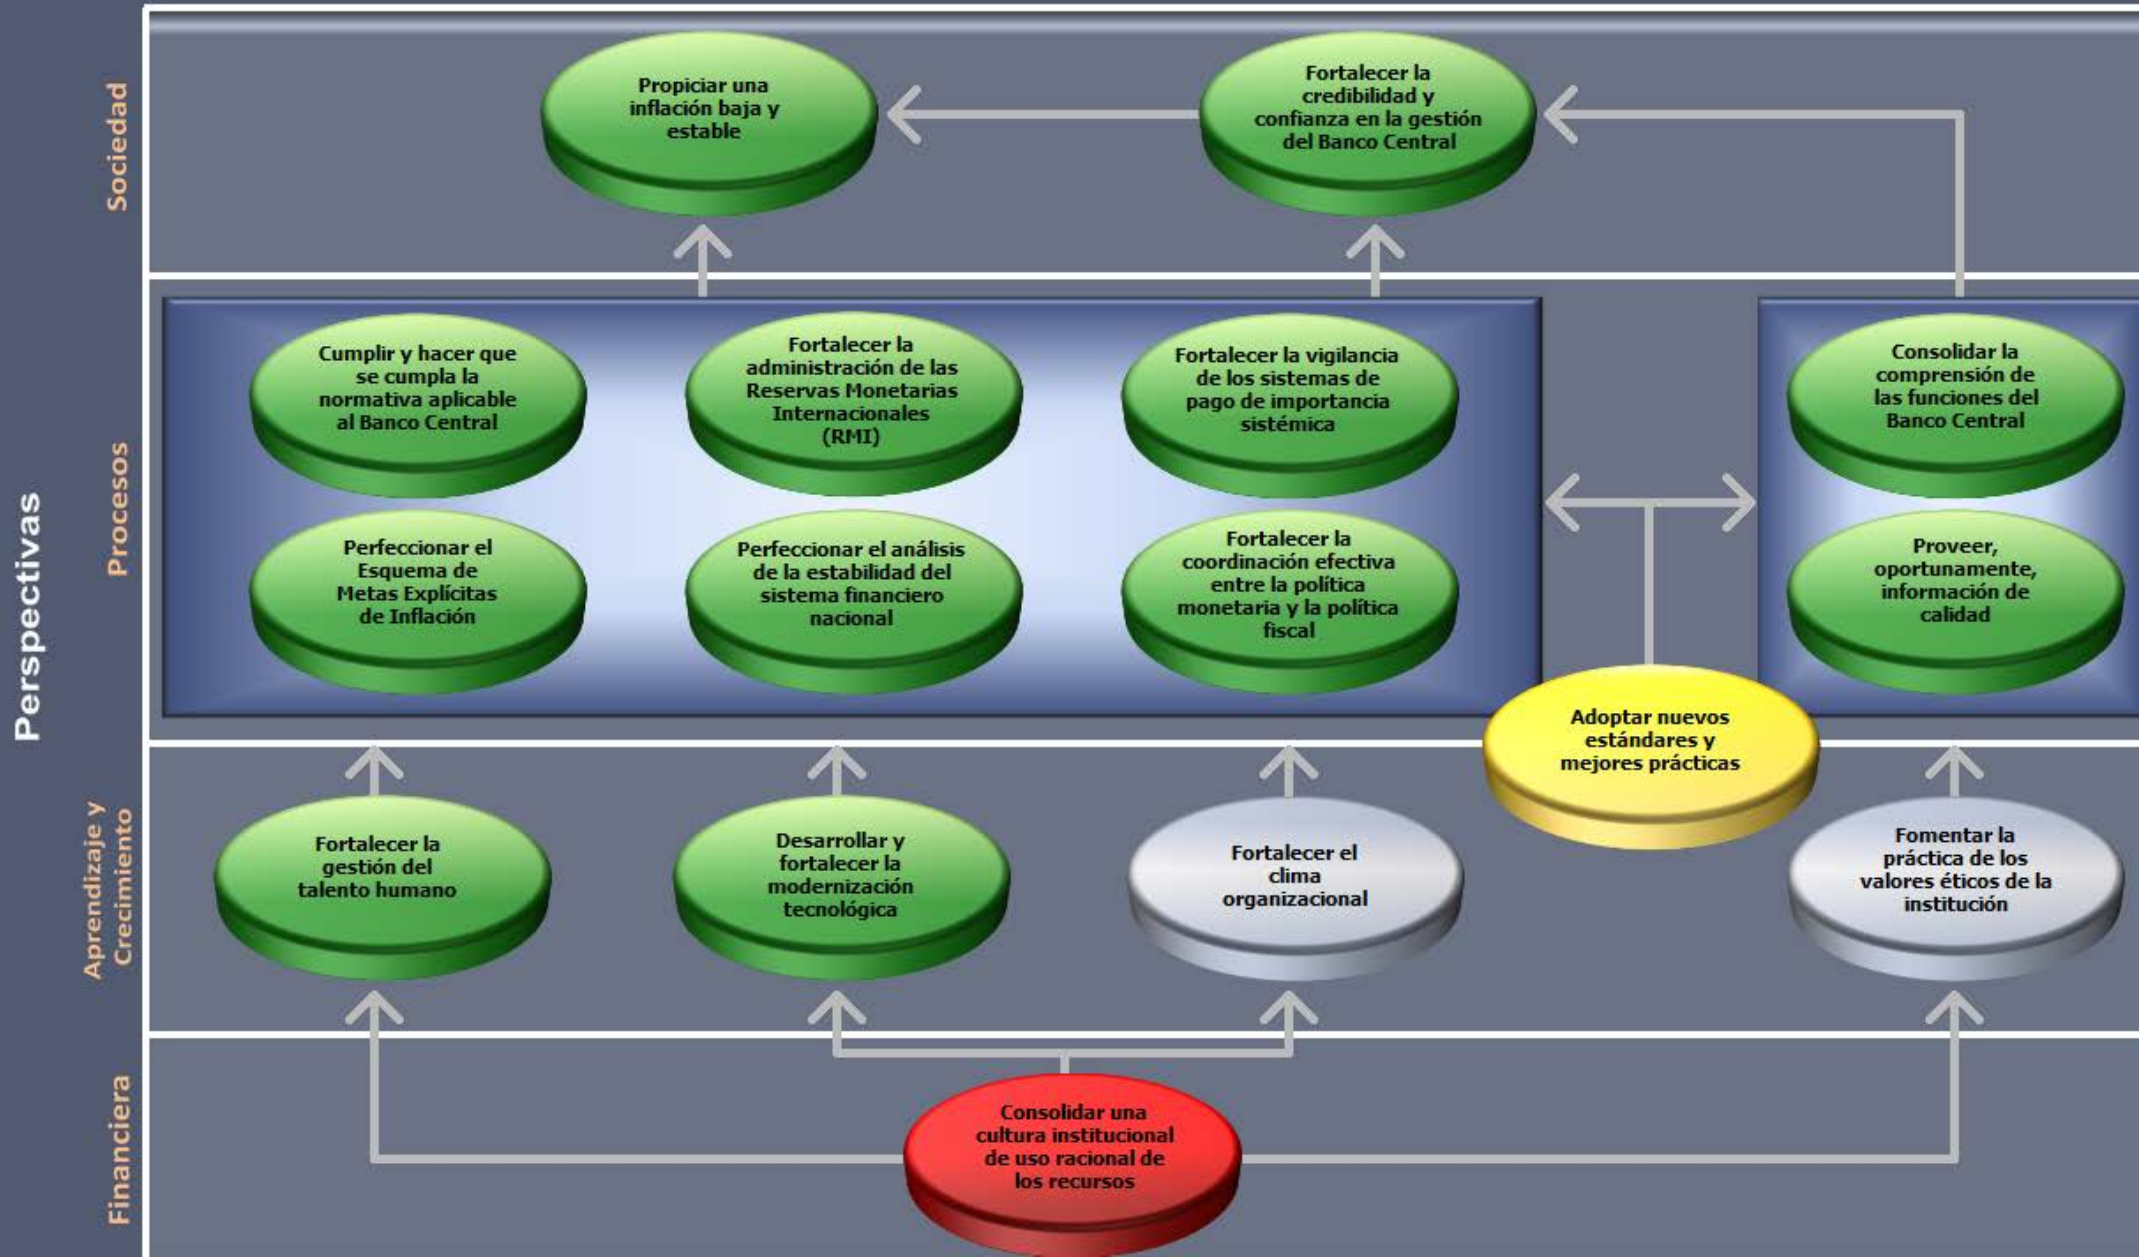 Perspectivas
Sociedad
Propiciar una
inflación baja y
estable
Fortalecer la
credibilidad y
confianza en la gestión
del Banco Central
Procesos
Cumplir y hacer que
se cumpla la
normativa aplicable
al Banco Central
Fortalecer la
administración de las
Reservas Monetarias
Internacionales
(RMI)
Fortalecer la vigilancia
de los sistemas de
pago de importancia
sistémica
Consolidar la
comprensión de
las funciones del
Banco Central
Perfeccionar el
Esquema de
Metas Explícitas
de Inflación
Perfeccionar el análisis
de la estabilidad del
sistema financiero
nacional
Fortalecer la
coordinación efectiva
entre la política
monetaria y la política
fiscal
Proveer,
oportunamente,
información de
calidad
Adoptar nuevos
estándares y
mejores prácticas
Aprendizaje y
Crecimiento
Fortalecer la
gestión del
talento humano
Desarrollar y
fortalecer la
modernización
tecnológica
Fortalecer el
clima
organizacional
Fomentar la
práctica de los
valores éticos de la
institución
Financiera
Consolidar una
cultura institucional
de uso racional de
los recursos